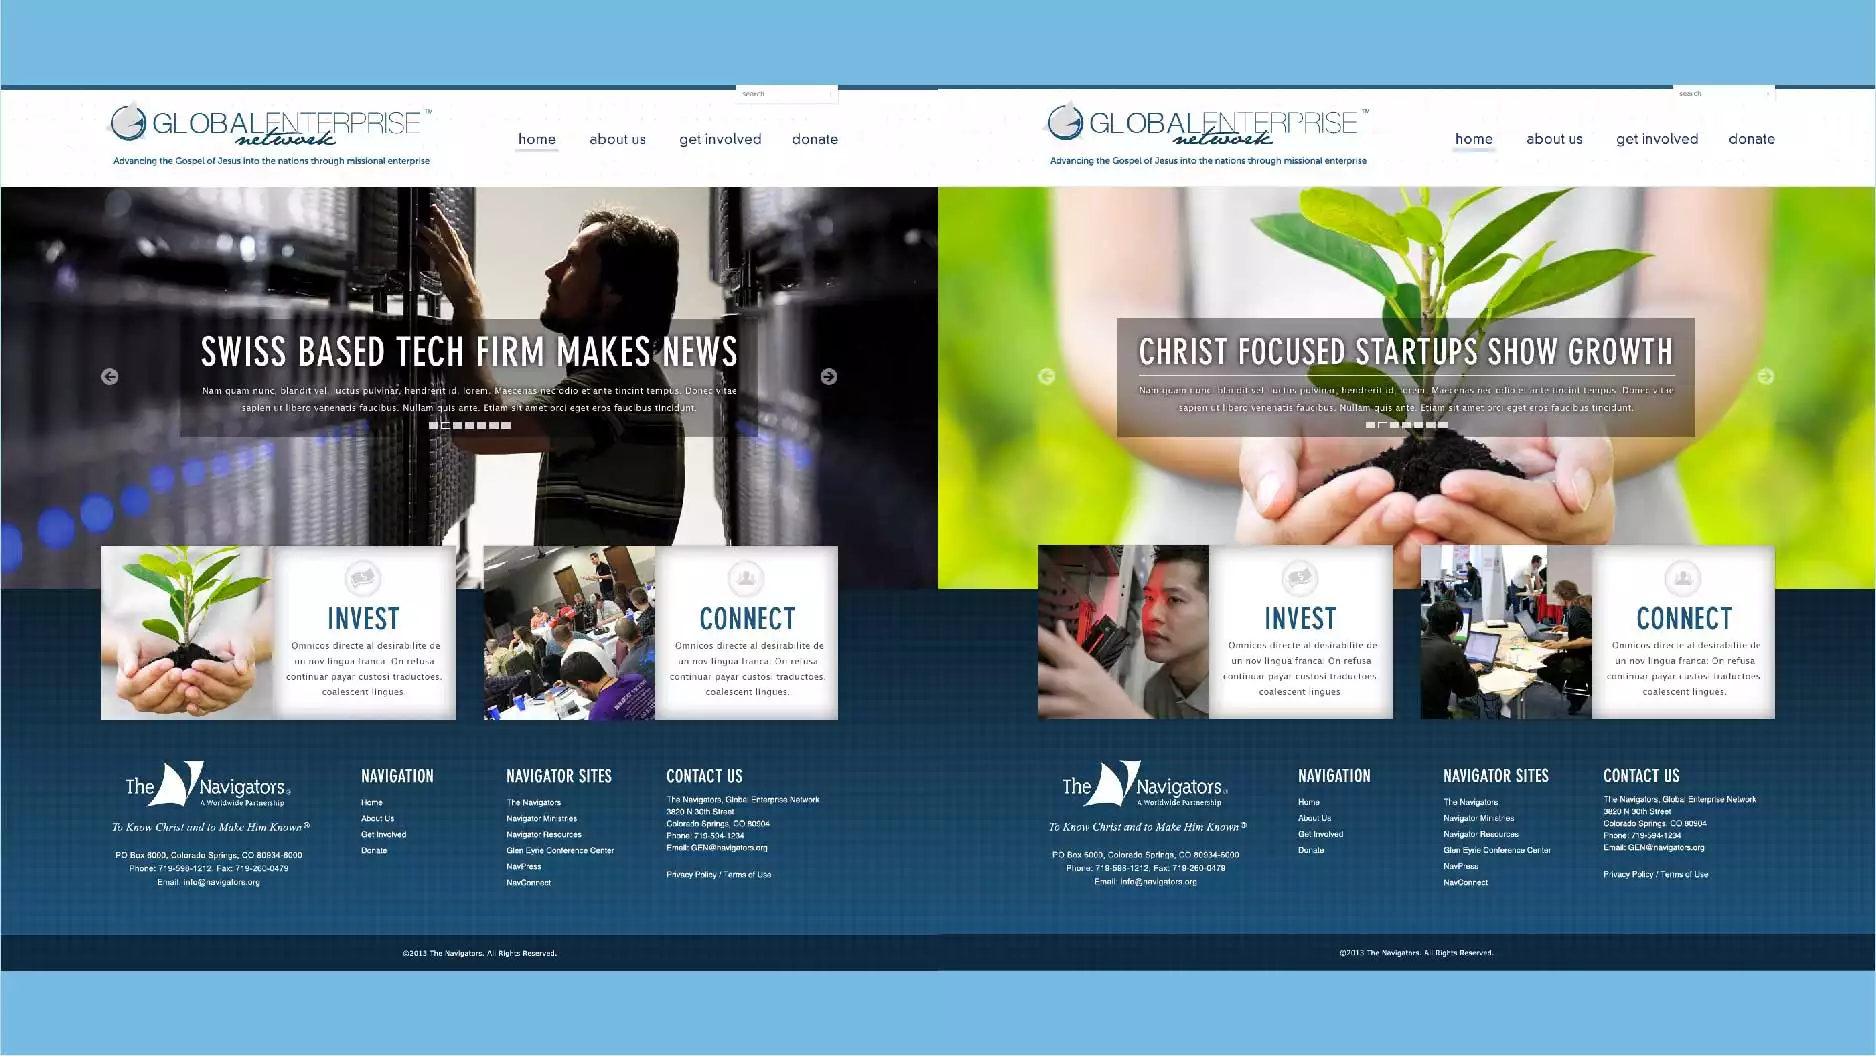 search
GLOBALENTERPRISE™
network
Advancing the Gospel of Jesus into the nations through missional enterprise
home about us get involved donate
SWISS BASED TECH FIRM MAKES NEWS
Nam quam nunc, blandit vel, luctus pulvinar, hendrerit id, lorem. Maecenas nec odio et ante tincint tempus. Donec vitae
sapien ut libero venenatis faucibus. Nullam quis ante. Etiam sit amet orci eget eros faucibus tincidunt.
INVEST
Omnicos directe al desirabilite de
un nov lingua franca: On refusa
continuar payar custosi traductoes.
coalescent lingues.
CONNECT
Omnicos directe al desirabilite de
un nov lingua franca: On refusa
continuar payar custosi traductoes.
coalescent lingues.
The Navigators®
A Worldwide Partnership
To Know Christ and to Make Him Known®
PO Box 6000, Colorado Springs, CO 80934-6000
Phone: 719-598-1212, Fax: 719-260-0479
Email: info@navigators.org
NAVIGATION
Home
About Us
Get Involved
Donate
NAVIGATOR SITES
The Navigators
Navigator Ministries
Navigator Resources
Glen Eyrie Conference Center
NavPress
NavConnect
CONTACT US
The Navigators, Global Enterprise Network
3820 N 30th Street
Colorado Springs, CO 80904
Phone: 719-594-1234
Email: GEN@navigators.org
Privacy Policy / Terms of Use
©2013 The Navigators. All Rights Reserved.
search
GLOBALENTERPRISE™
network
Advancing the Gospel of Jesus into the nations through missional enterprise
home about us get involved donate
CHRIST FOCUSED STARTUPS SHOW GROWTH
Nam quam nunc, blandit vel, luctus pulvinar, hendrerit id, lorem. Maecenas nec odio et ante tincint tempus. Donec vitae
sapien ut libero venenatis faucibus. Nullam quis ante. Etiam sit amet orci eget eros faucibus tincidunt.
INVEST
Omnicos directe al desirabilite de
un nov lingua franca: On refusa
continuar payar custosi traductoes.
coalescent lingues.
CONNECT
Omnicos directe al desirabilite de
un nov lingua franca: On refusa
continuar payar custosi traductoes.
coalescent lingues.
The Navigators®
A Worldwide Partnership
To Know Christ and to Make Him Known®
PO Box 6000, Colorado Springs, CO 80934-6000
Phone: 719-598-1212, Fax: 719-260-0479
Email: info@navigators.org
NAVIGATION
Home
About Us
Get Involved
Donate
NAVIGATOR SITES
The Navigators
Navigator Ministries
Navigator Resources
Glen Eyrie Conference Center
NavPress
NavConnect
CONTACT US
The Navigators, Global Enterprise Network
3820 N 30th Street
Colorado Springs, CO 80904
Phone: 719-594-1234
Email: GEN@navigators.org
Privacy Policy / Terms of Use
©2013 The Navigators. All Rights Reserved.